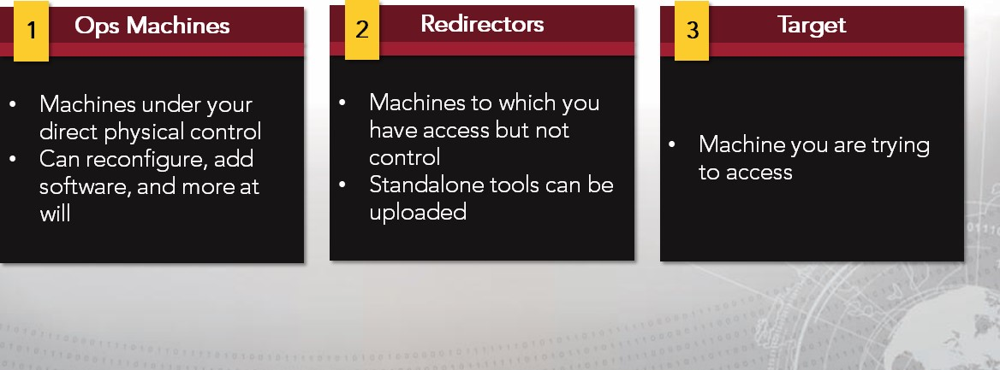 1
Ops Machines
• Machines under your
direct physical control
• Can reconfigure, add
software, and more at
will
2
Redirectors
• Machines to which you
have access but not
control
• Standalone tools can be
uploaded
3
Target
• Machine you are trying
to access